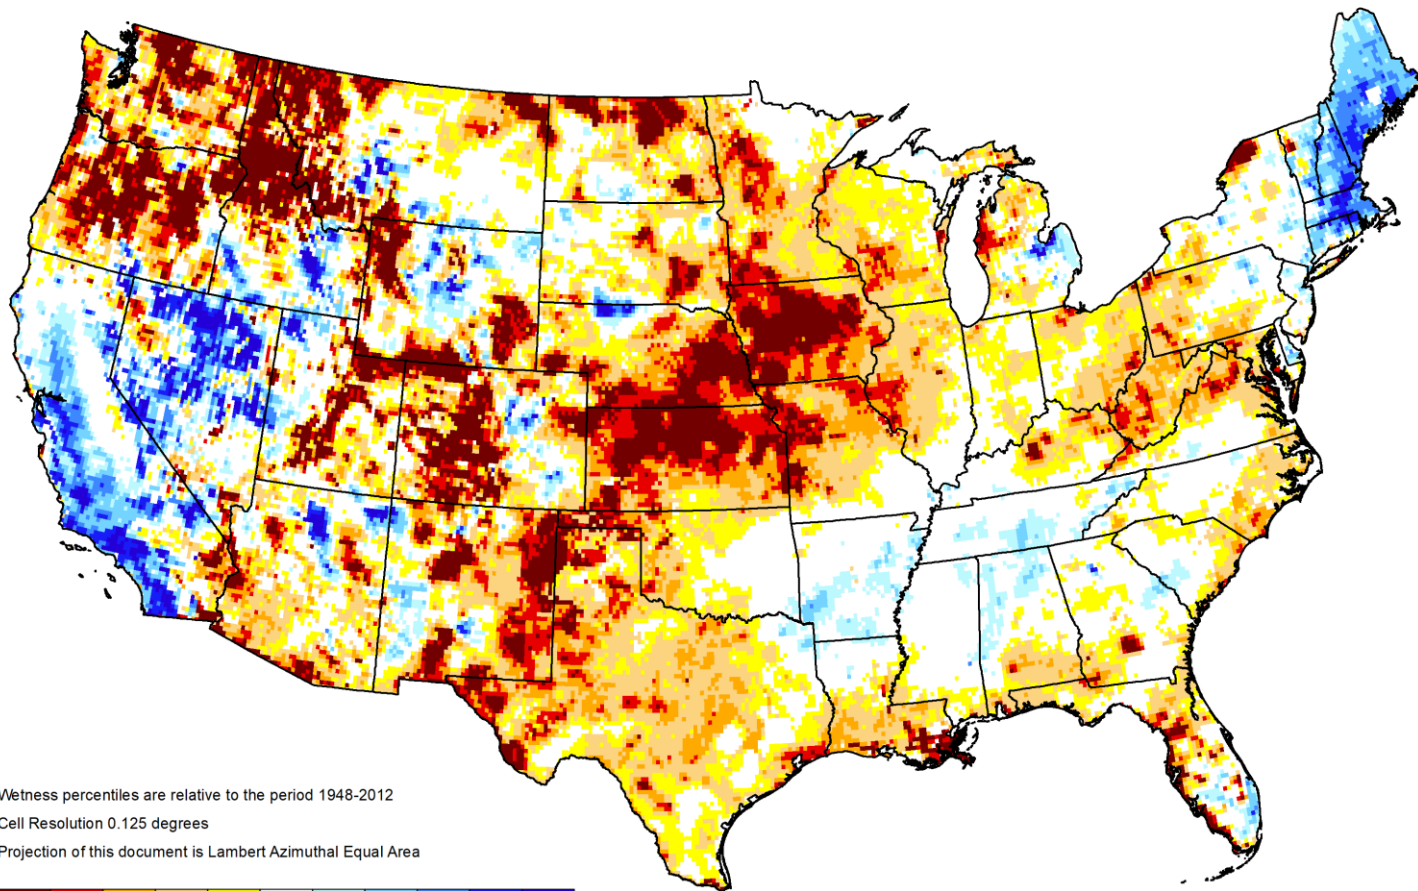 Wetness percentiles are relative to the period 1948-2012
Cell Resolution 0.125 degrees
Projection of this document is Lambert Azimuthal Equal Area